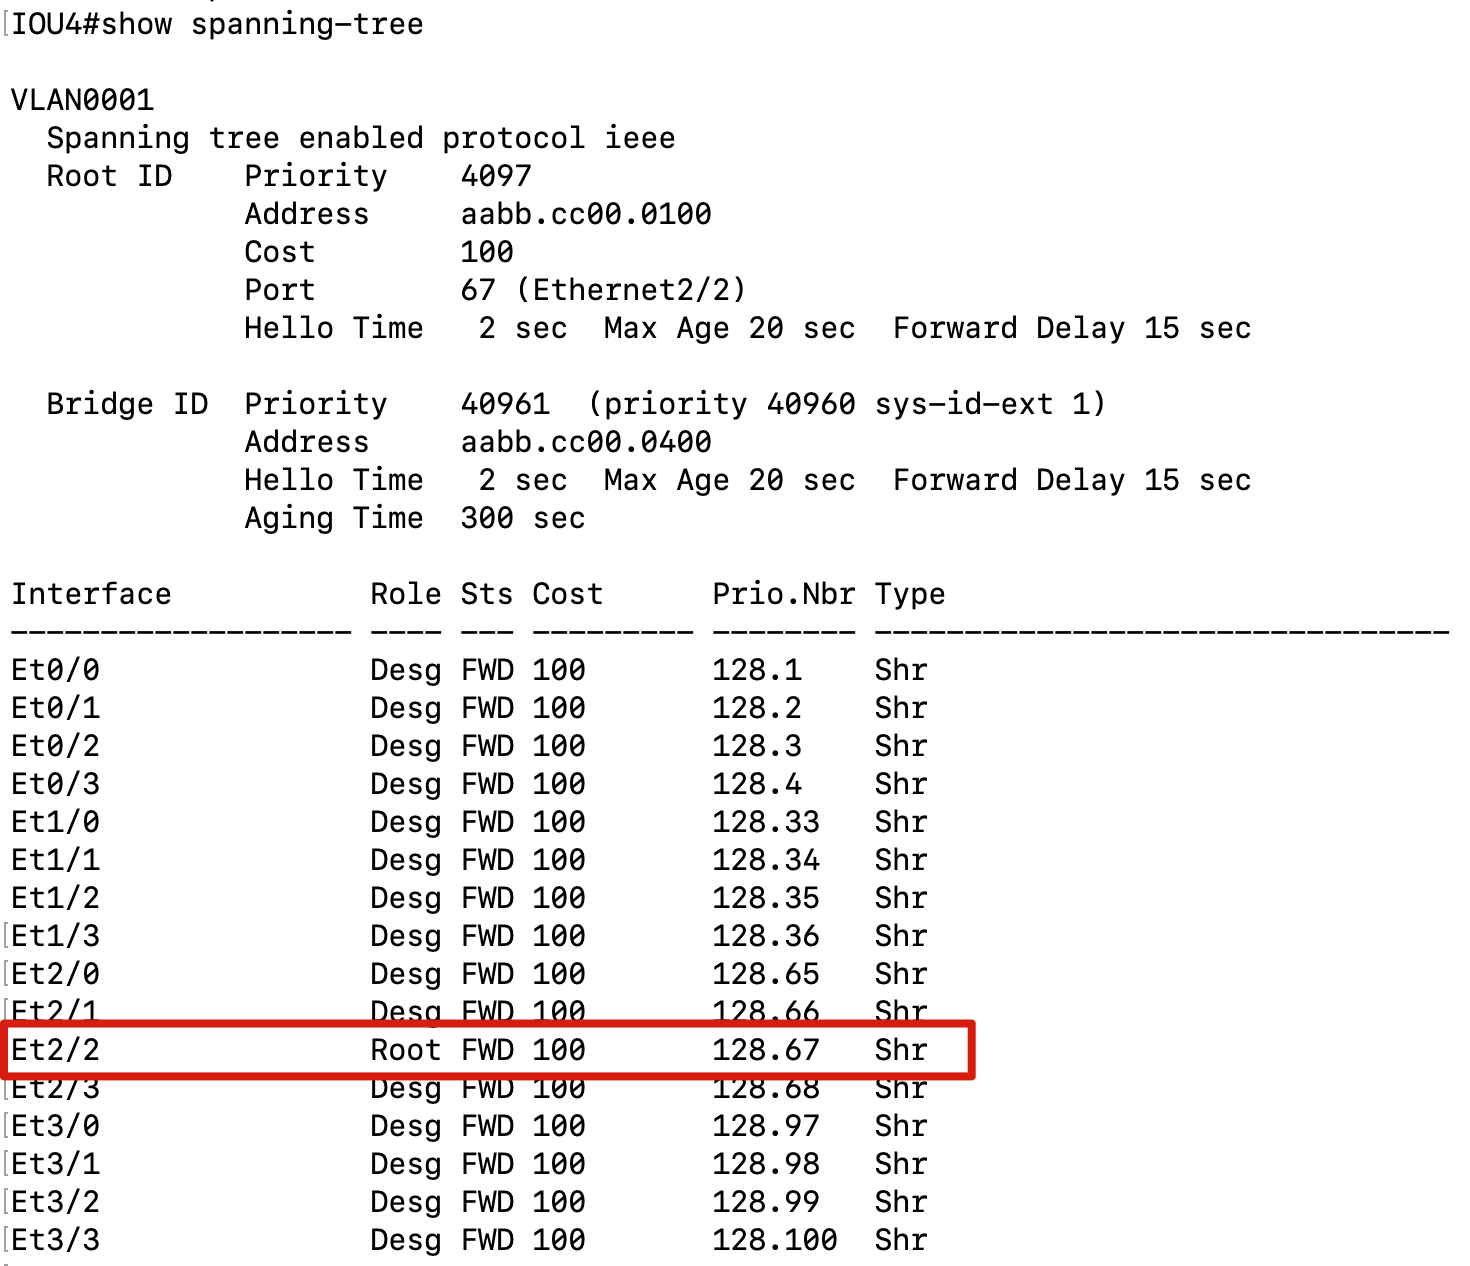 IOU4#show spanning-tree
VLAN0001
  Spanning tree enabled protocol ieee
  Root ID    Priority    4097
             Address     aabb.cc00.0100
             Cost        100
             Port        67 (Ethernet2/2)
             Hello Time   2 sec  Max Age 20 sec  Forward Delay 15 sec
  Bridge ID  Priority    40961  (priority 40960 sys-id-ext 1)
             Address     aabb.cc00.0400
             Hello Time   2 sec  Max Age 20 sec  Forward Delay 15 sec
             Aging Time  300 sec
Interface           Role Sts Cost      Prio.Nbr Type
------------------- ---- --- --------- -------- --------------------------------
Et0/0               Desg FWD 100       128.1    Shr
Et0/1               Desg FWD 100       128.2    Shr
Et0/2               Desg FWD 100       128.3    Shr
Et0/3               Desg FWD 100       128.4    Shr
Et1/0               Desg FWD 100       128.33   Shr
Et1/1               Desg FWD 100       128.34   Shr
Et1/2               Desg FWD 100       128.35   Shr
Et1/3               Desg FWD 100       128.36   Shr
Et2/0               Desg FWD 100       128.65   Shr
Et2/1               Desg FWD 100       128.66   Shr
Et2/2               Root FWD 100       128.67   Shr
Et2/3               Desg FWD 100       128.68   Shr
Et3/0               Desg FWD 100       128.97   Shr
Et3/1               Desg FWD 100       128.98   Shr
Et3/2               Desg FWD 100       128.99   Shr
Et3/3               Desg FWD 100       128.100  Shr